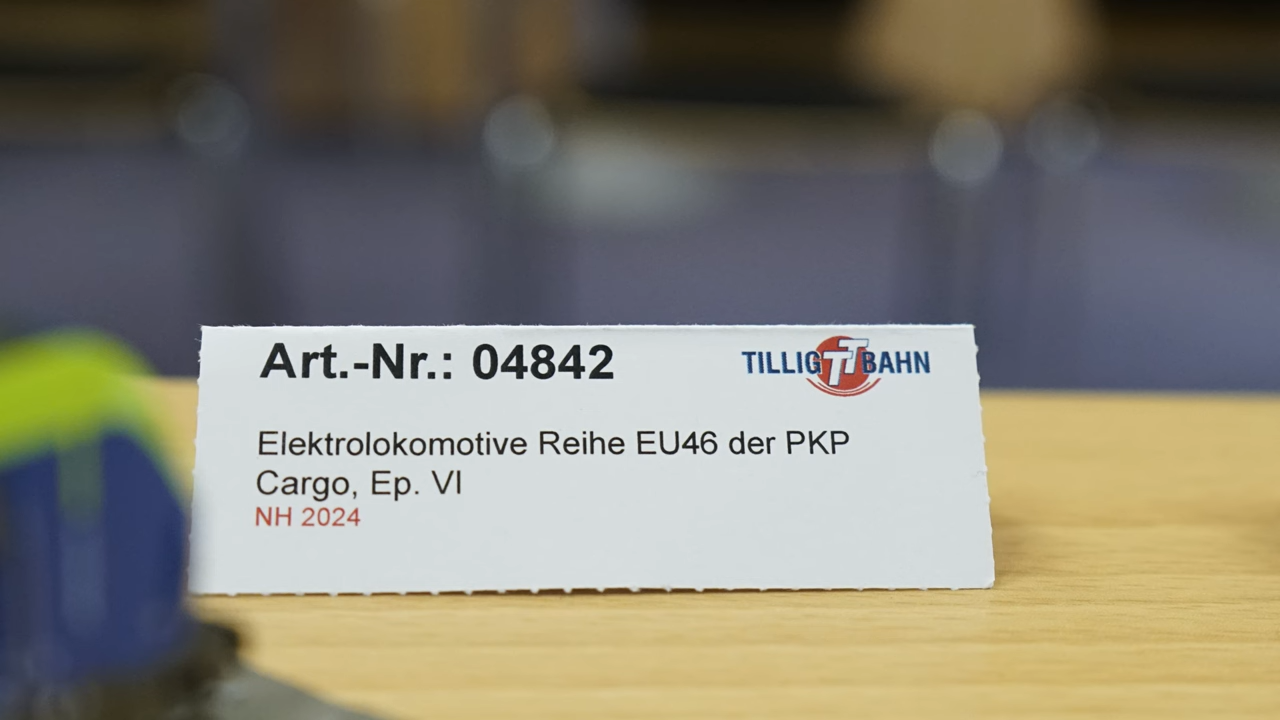 Art.-Nr.: 04842
TILLIG TT BAHN
Elektrolokomotive Reihe EU46 der PKP
Cargo, Ep. VI
NH 2024